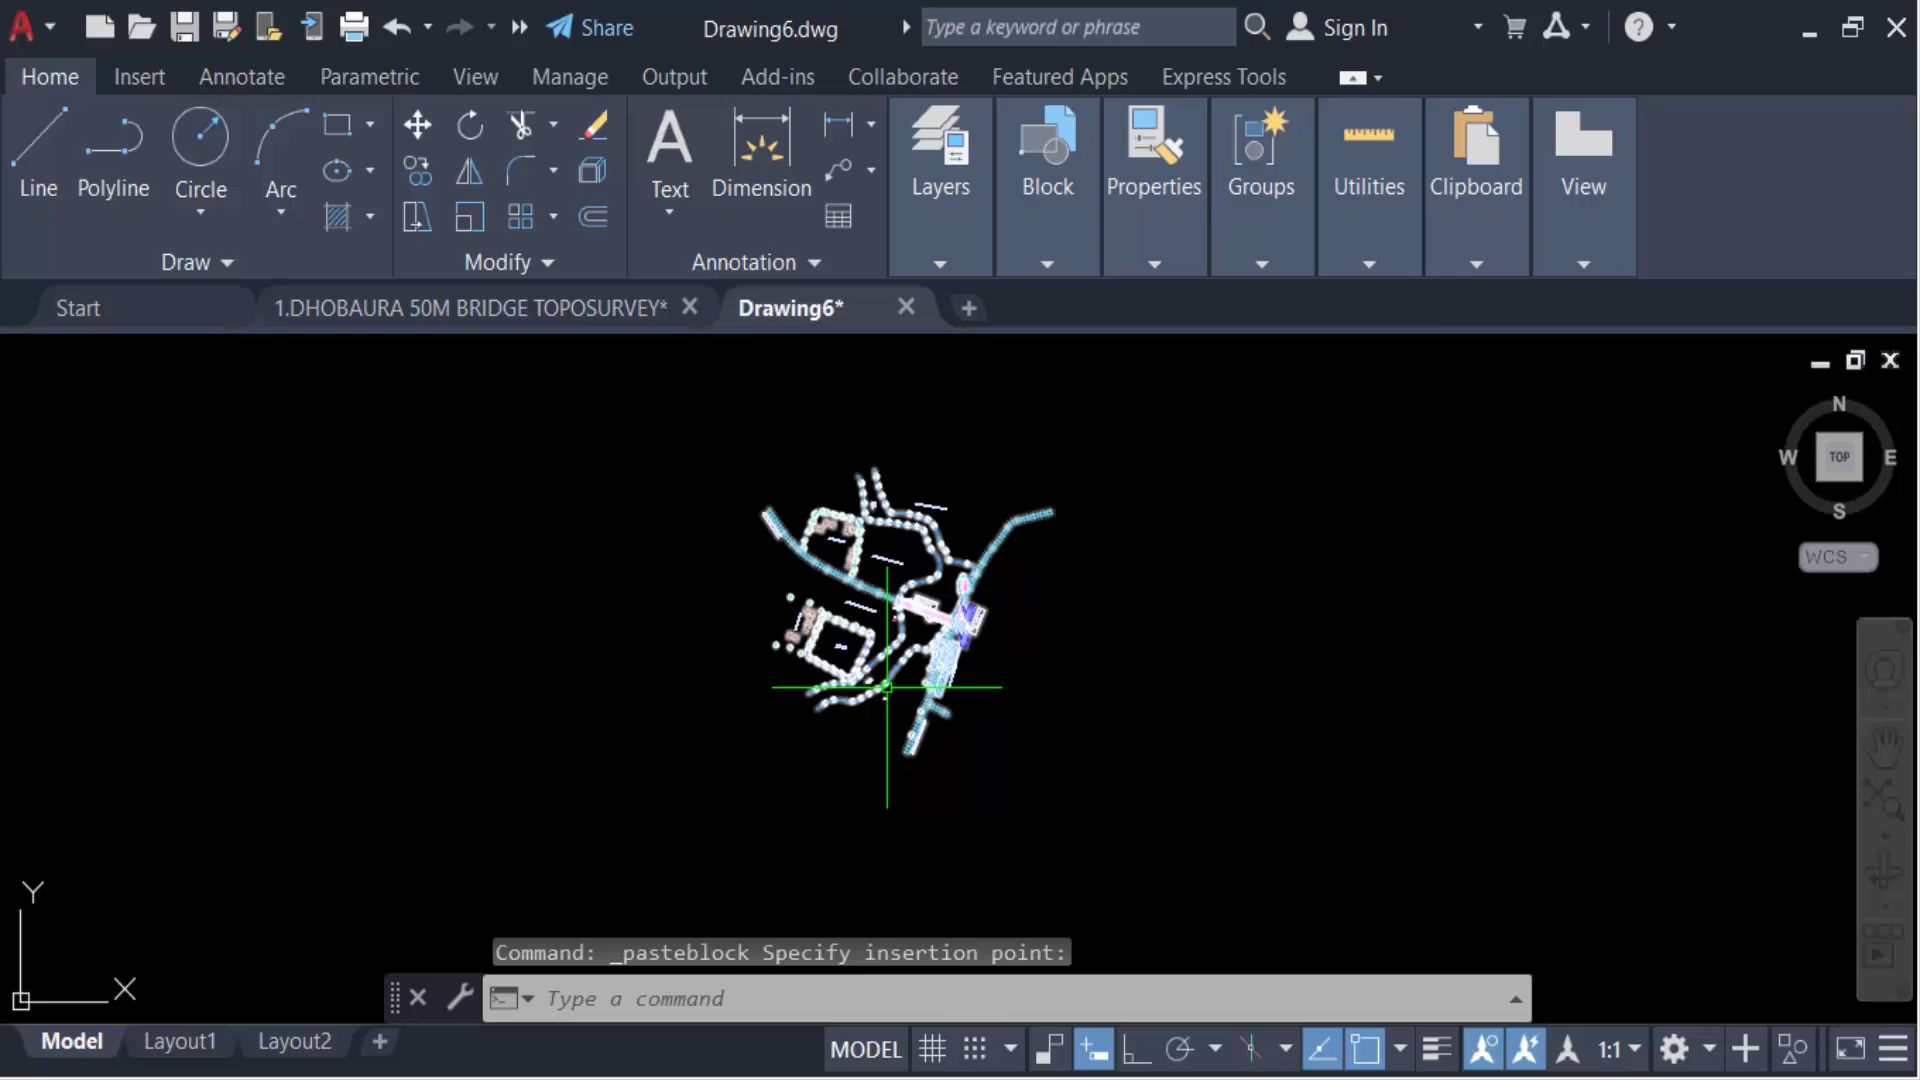 Share
Drawing6.dwg
Type a keyword or phrase
Sign In
Home
Insert
Annotate
Parametric
View
Manage
Output
Add-ins
Collaborate
Featured Apps
Express Tools
Line
Polyline
Circle
Arc
Text
Dimension
Layers
Block
Properties
Groups
Utilities
Clipboard
View
Draw
Modify
Annotation
Start
1.DHOBAURA 50M BRIDGE TOPOSURVEY*
Drawing6*
N
W
TOP
E
S
WCS
Y
X
Command: _pasteblock Specify insertion point:
Type a command
Model
Layout1
Layout2
MODEL
1:1